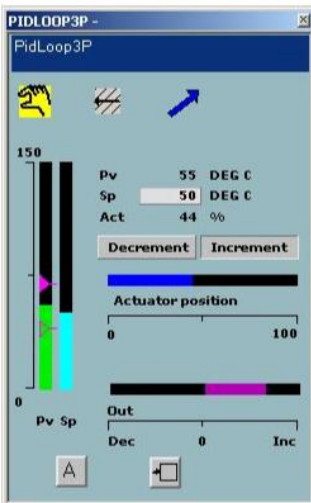 PIDLOOP3P -
PidLoop3P
150
Pv 55 DEG C
Sp 50 DEG C
Act 44 %
Decrement Increment
Actuator position
0 100
0
Pv Sp
Out
Dec 0 Inc
A